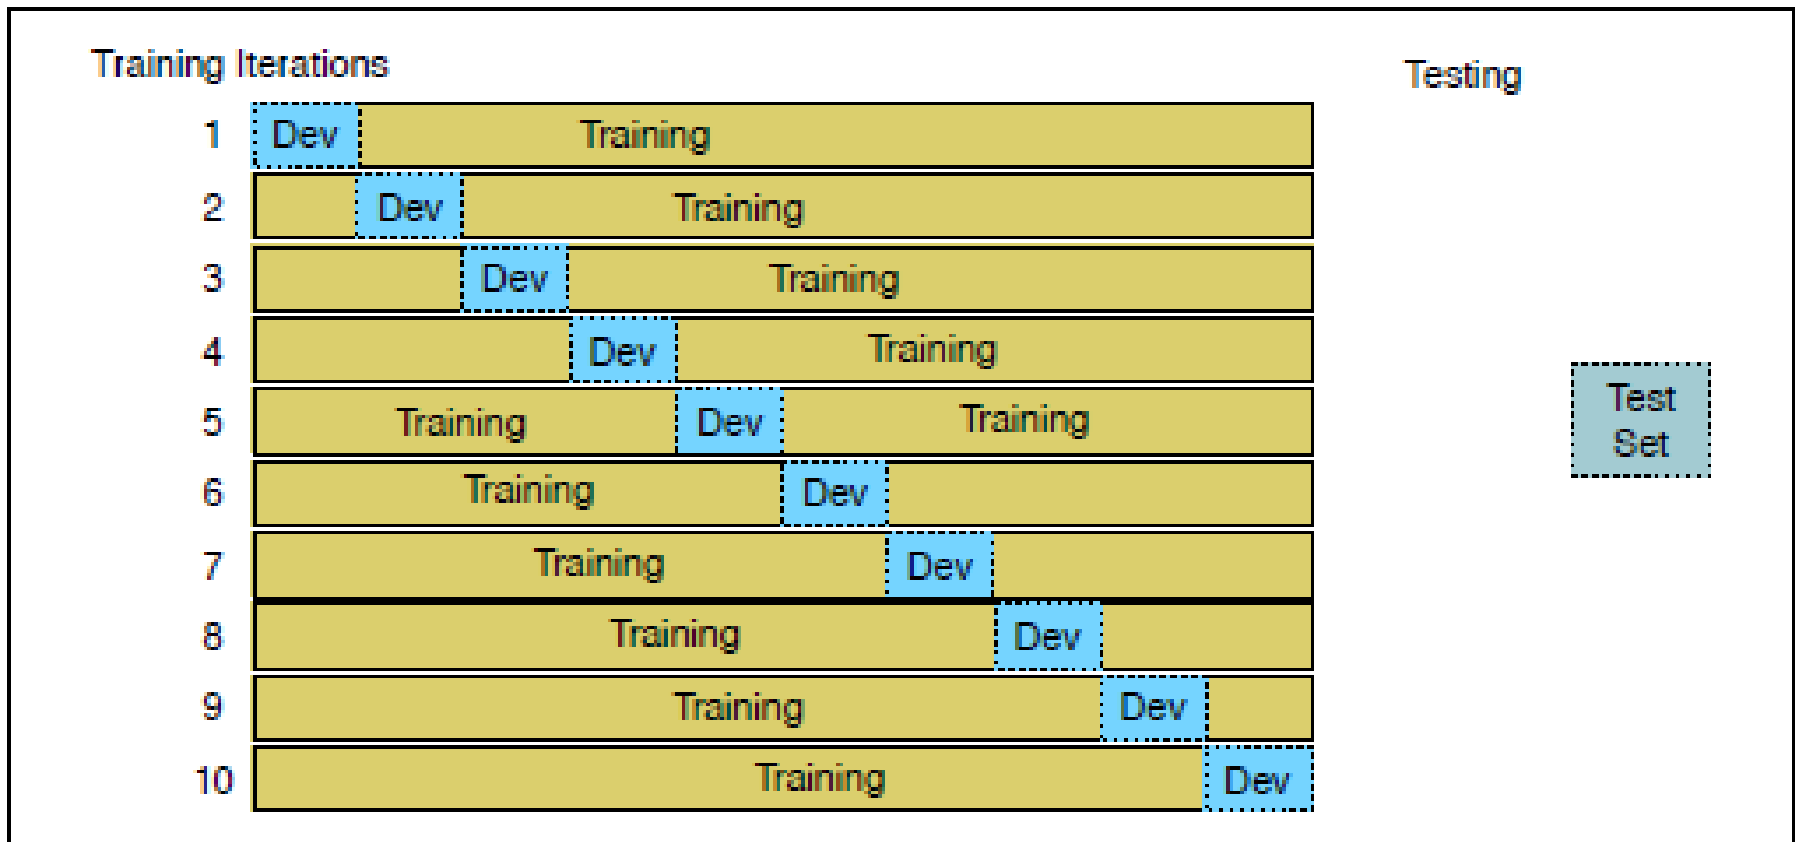 Training Iterations
Testing
1 Dev Training
2 Dev Training
3 Dev Training
4 Dev Training
5 Training Dev Training
6 Training Dev
7 Training Dev
8 Training Dev
9 Training Dev
10 Training Dev
Test
Set